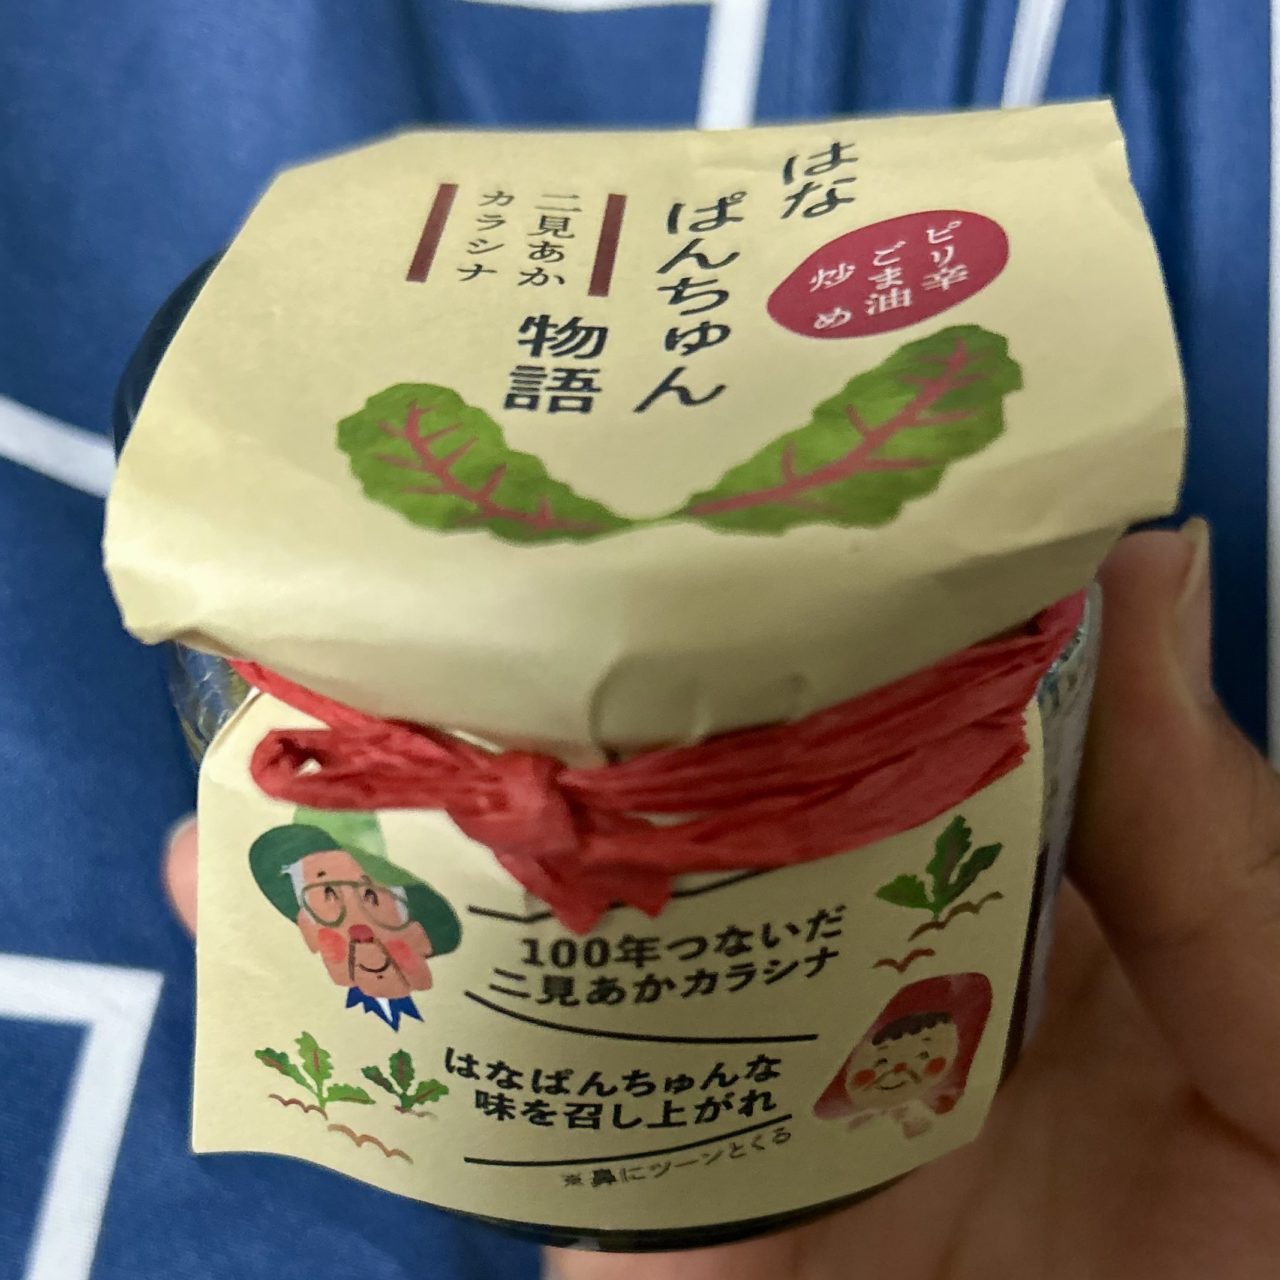 はな
ぱんちゅん
二見あか
カラシナ
物語
ピリ辛
ごま油
炒め
100年つないだ
二見あかカラシナ
はなぱんちゅんな
味を召し上がれ
※鼻にツーンとくる